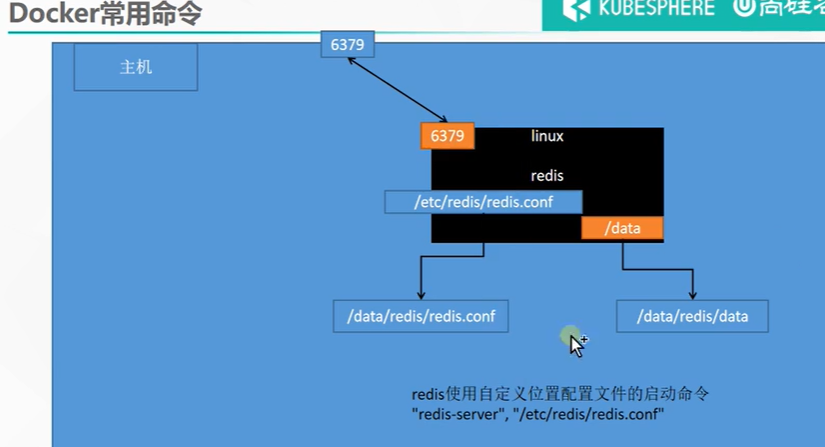 Docker常用命令
KUBESPHERE
尚硅
6379
主机
6379
linux
redis
/etc/redis/redis.conf
/data
/data/redis/redis.conf
/data/redis/data
redis使用自定义位置配置文件的启动命令
"redis-server", "/etc/redis/redis.conf"